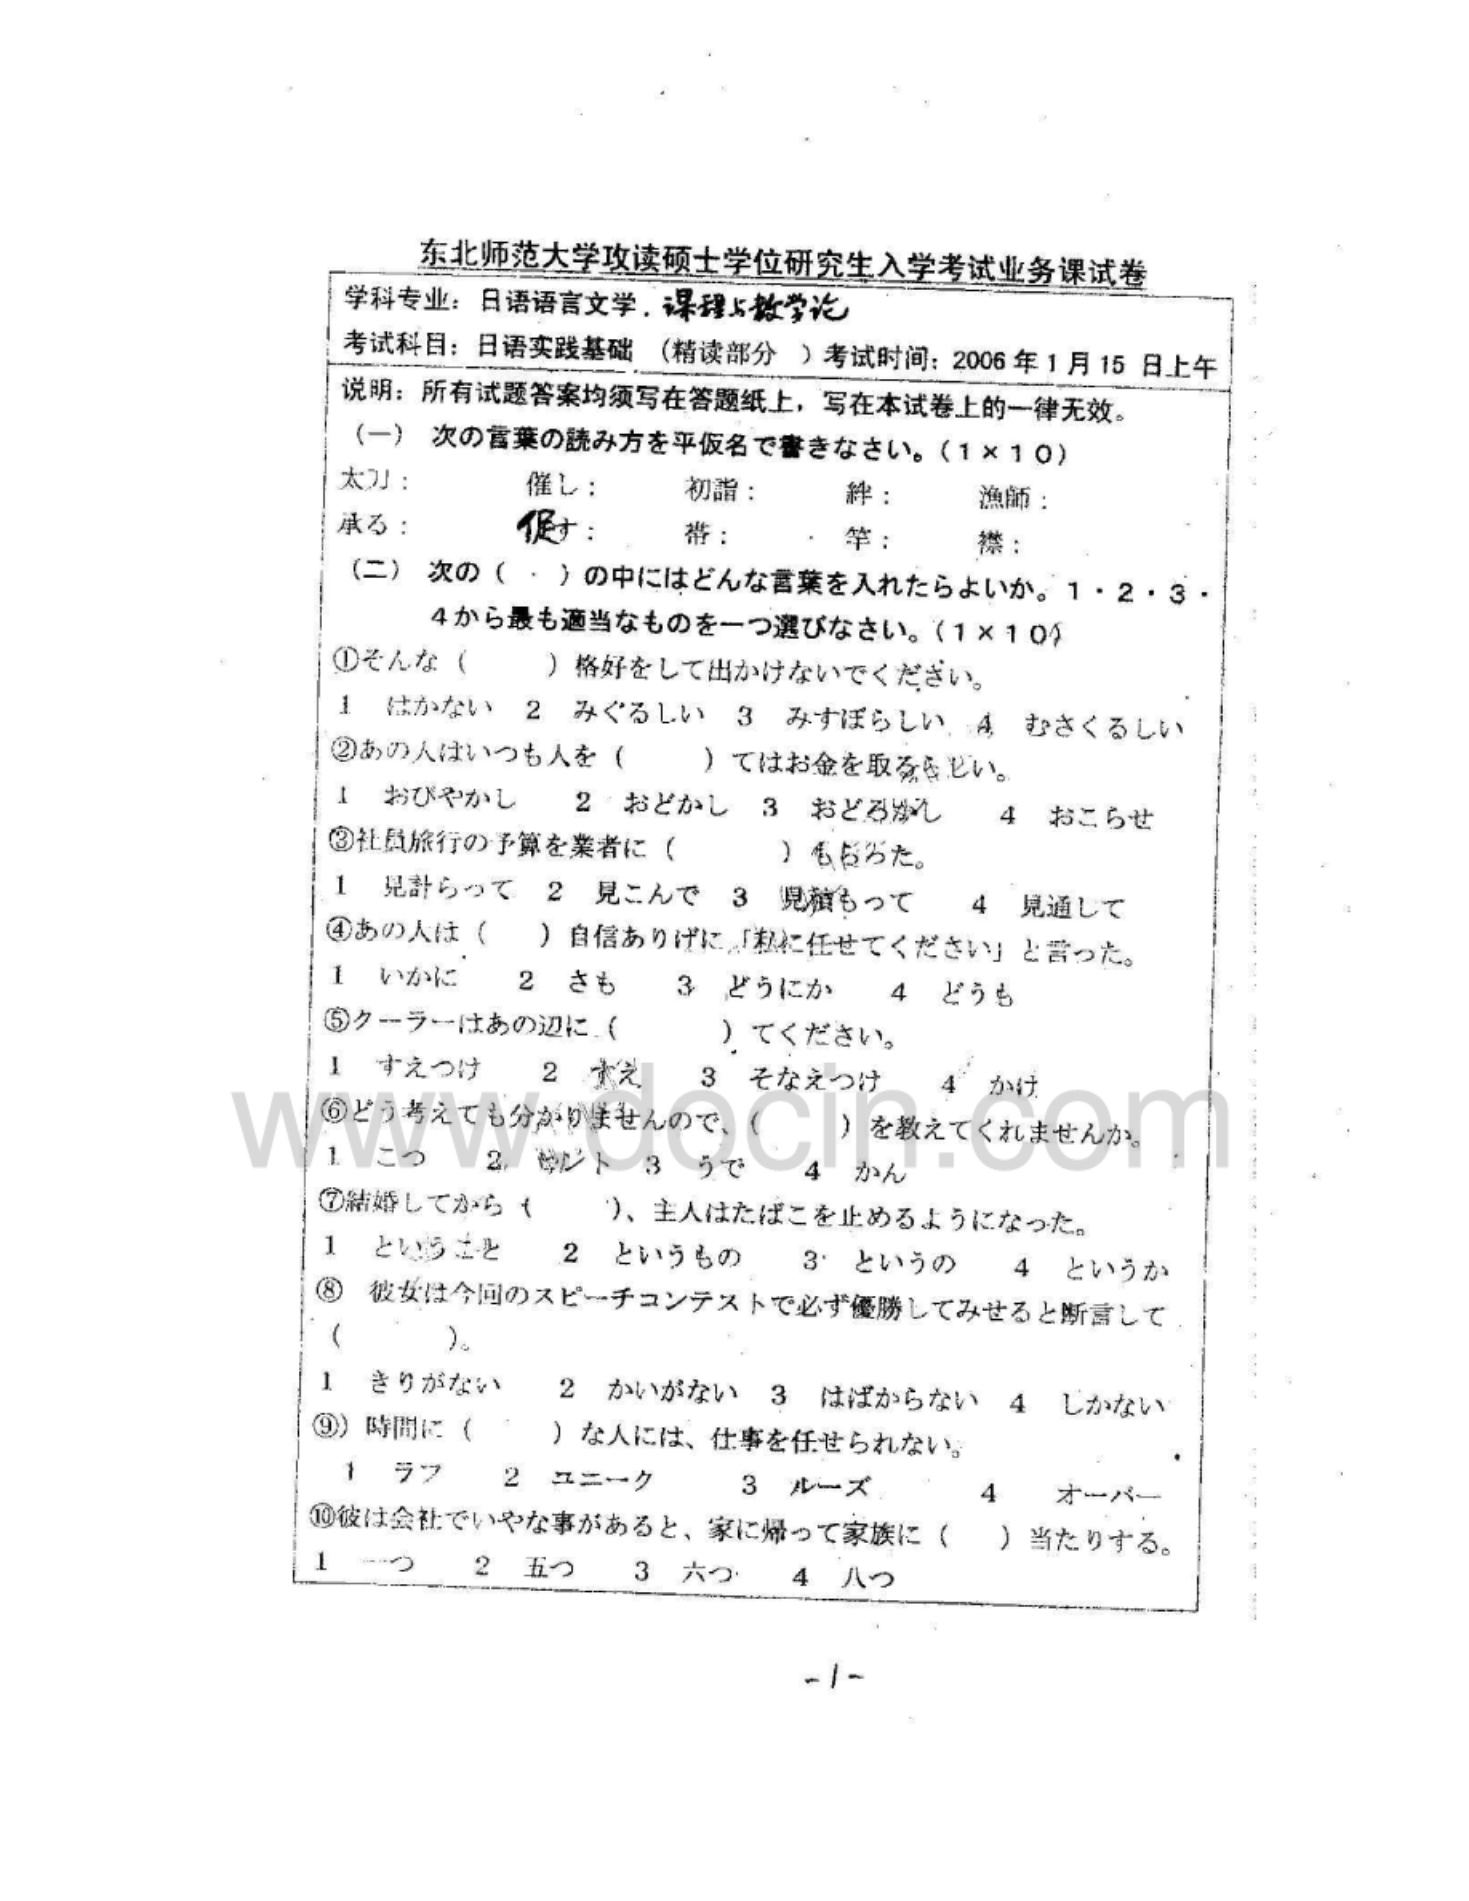 东北师范大学攻读硕士学位研究生入学考试业务课试卷
学科专业：日语语言文学．课程与教学论
考试科目：日语实践基础 （精读部分 ）考试时间：2006 年 1 月 15 日上午
说明：所有试题答案均须写在答题纸上，写在本试卷上的一律无效。
（一） 次の言葉の読み方を平仮名で書きなさい。（１×１０）
太刀： 催し： 初詣： 絆： 漁師：
承る： 促す： 帯： 竿： 襟：
（二） 次の（ ）の中にはどんな言葉を入れたらよいか。１・２・３・
４から最も適当なものを一つ選びなさい。（１×１０）
①そんな（ ）格好をして出かけないでください。
1 はかない 2 みぐるしい 3 みすぼらしい 4 むさくるしい
②あの人はいつも人を（ ）てはお金を取るらしい。
1 おびやかし 2 おどかし 3 おどろかし 4 おこらせ
③社員旅行の予算を業者に（ ）もらった。
1 見計らって 2 見こんで 3 見積もって 4 見通して
④あの人は（ ）自信ありげに「私に任せてください」と言った。
1 いかに 2 さも 3 どうにか 4 どうも
⑤クーラーはあの辺に（ ）てください。
1 すえつけ 2 すえ 3 そなえつけ 4 かけ
⑥どう考えても分かりませんので、（ ）を教えてくれませんか。
1 こつ 2 ヒント 3 うで 4 かん
⑦結婚してから（ ）、主人はたばこを止めるようになった。
1 ということ 2 というもの 3 というの 4 というか
⑧ 彼女は今回のスピーチコンテストで必ず優勝してみせると断言して
（ ）。
1 きりがない 2 かいがない 3 はばからない 4 しかない
⑨）時間に（ ）な人には、仕事を任せられない。
1 ラフ 2 ユニーク 3 ルーズ 4 オーバー
⑩彼は会社でいやな事があると、家に帰って家族に（ ）当たりする。
1 一つ 2 五つ 3 六つ 4 八つ
-1-
www.docin.com